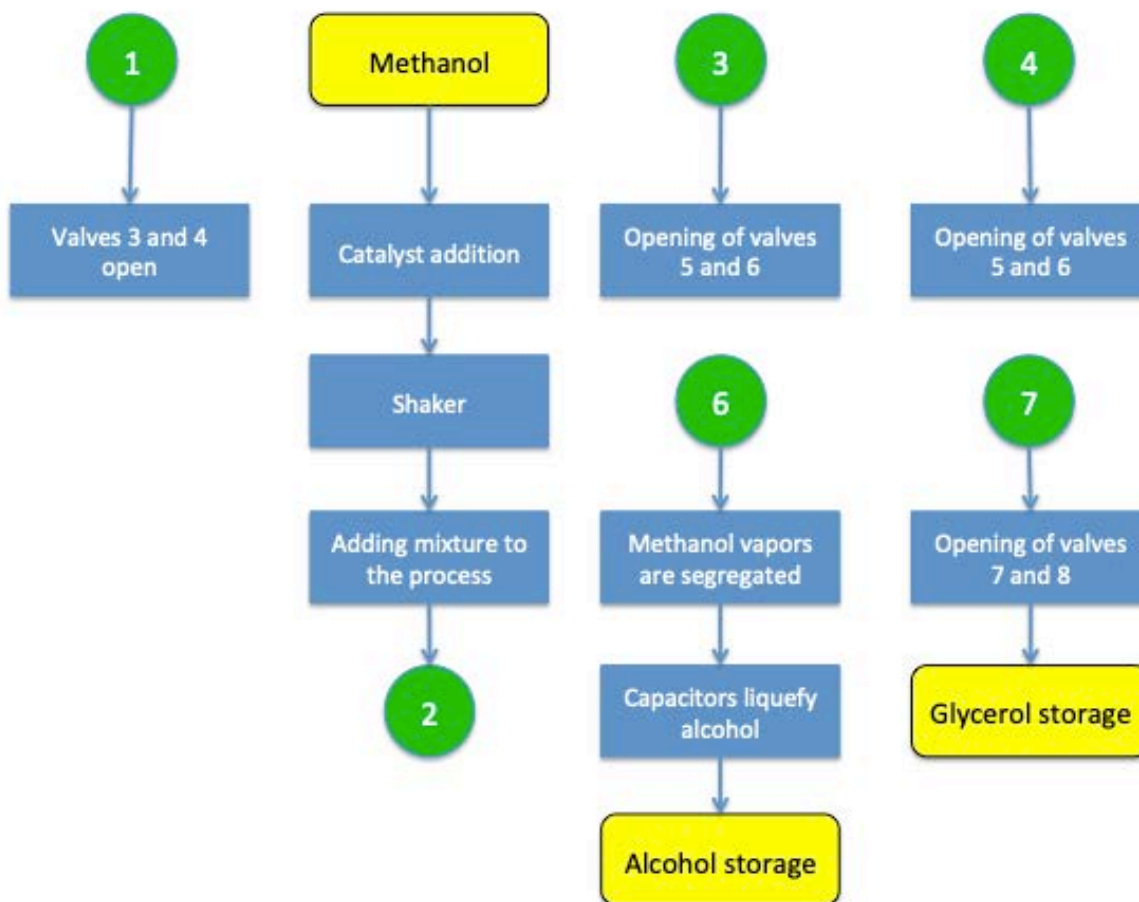 1
Valves 3 and 4
open
Methanol
Catalyst addition
Shaker
Adding mixture to
the process
2
3
Opening of valves
5 and 6
6
Methanol vapors
are segregated
Capacitors liquefy
alcohol
Alcohol storage
4
Opening of valves
5 and 6
7
Opening of valves
7 and 8
Glycerol storage